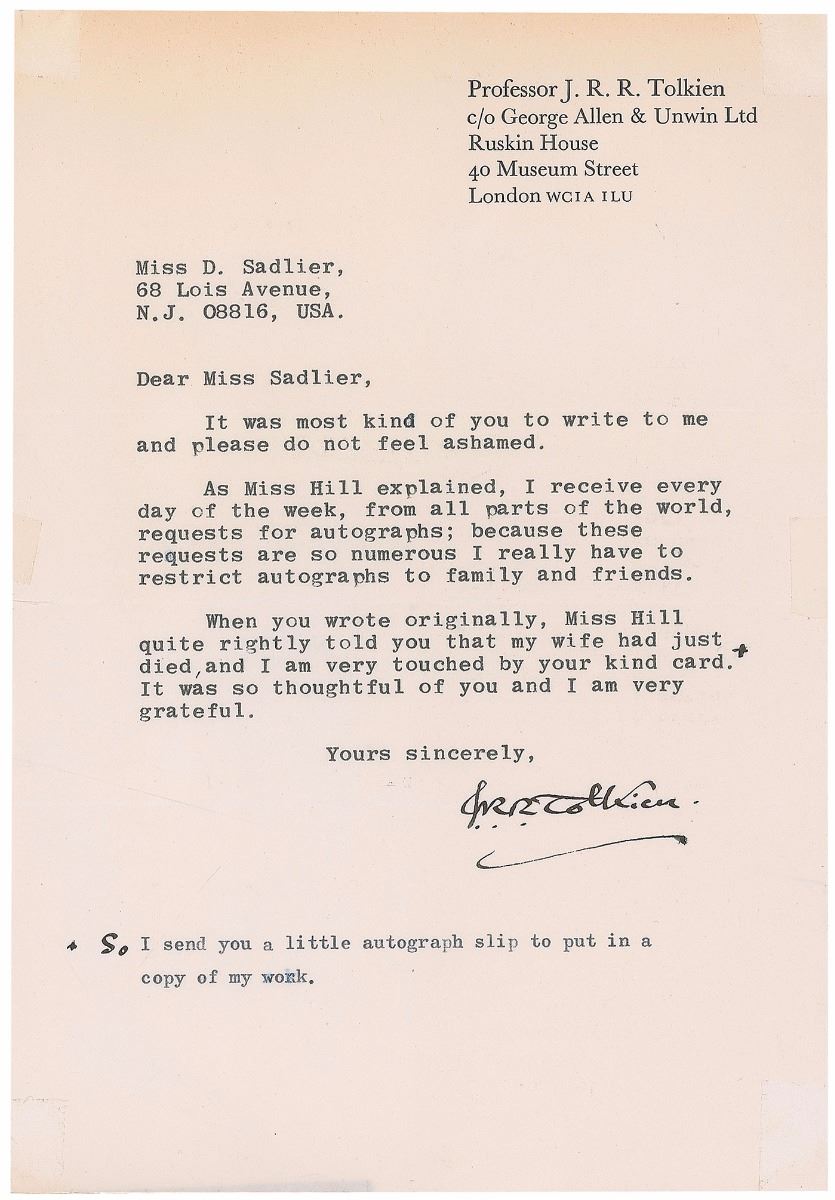 Professor J. R. R. Tolkien
c/o George Allen & Unwin Ltd
Ruskin House
40 Museum Street
London WC1A 1LU
Miss D. Sadlier,
68 Lois Avenue,
N.J. 08816, USA.
Dear Miss Sadlier,
It was most kind of you to write to me
and please do not feel ashamed.
As Miss Hill explained, I receive every
day of the week, from all parts of the world,
requests for autographs; because these
requests are so numerous I really have to
restrict autographs to family and friends.
When you wrote originally, Miss Hill
quite rightly told you that my wife had just
died, and I am very touched by your kind card. +
It was so thoughtful of you and I am very
grateful.
Yours sincerely,
JRR Tolkien.
+ So I send you a little autograph slip to put in a
copy of my work.